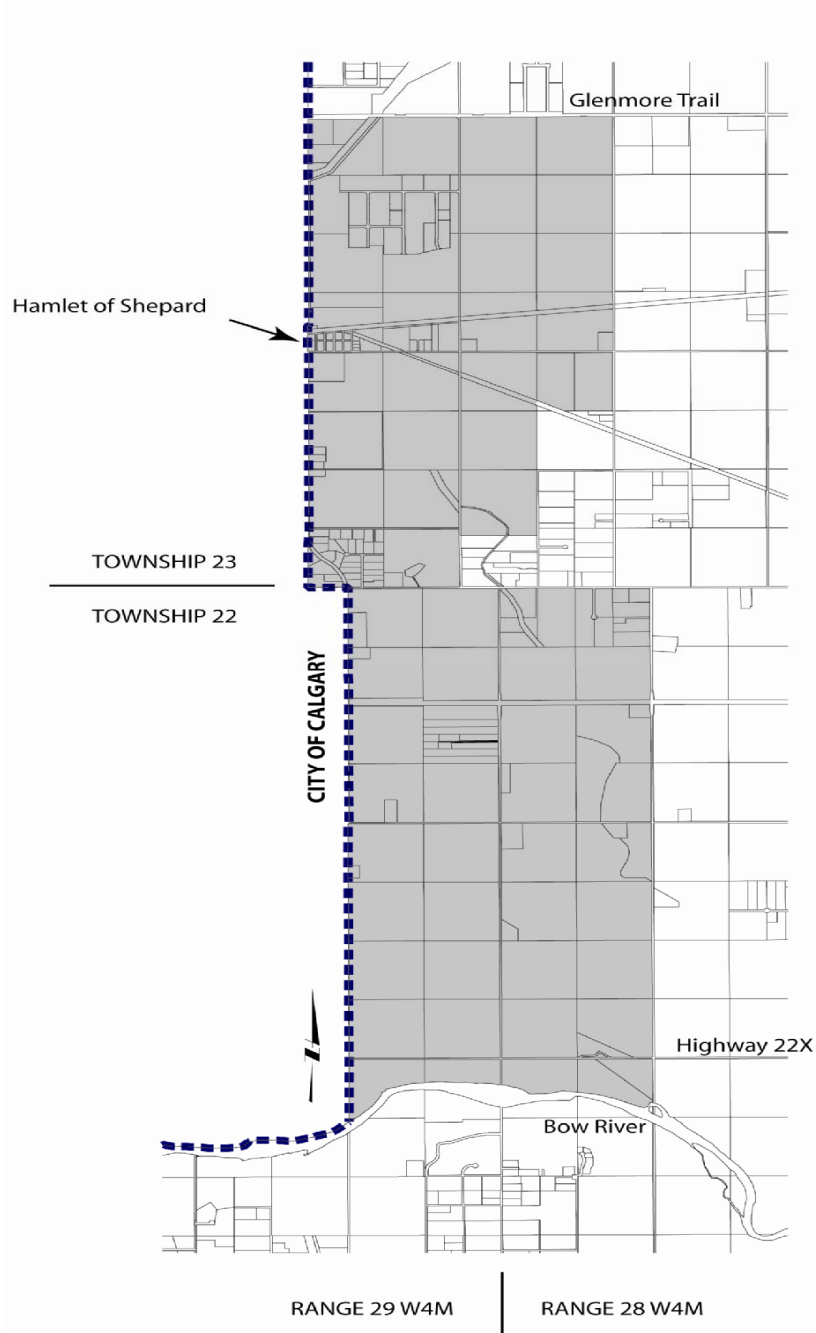 Glenmore Trail
Hamlet of Shepard
TOWNSHIP 23
TOWNSHIP 22
CITY OF CALGARY
Highway 22X
Bow River
RANGE 29 W4M
RANGE 28 W4M